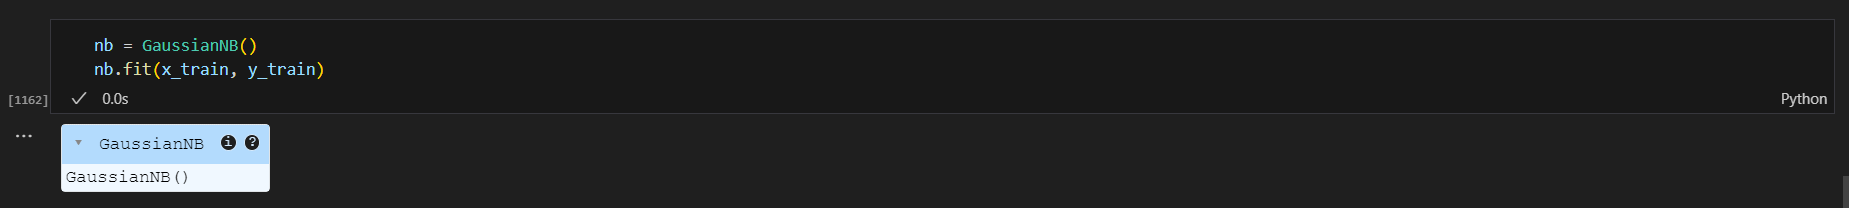 nb = GaussianNB()
nb.fit(x_train, y_train)
[1162] 0.0s Python
GaussianNB i ?
GaussianNB()